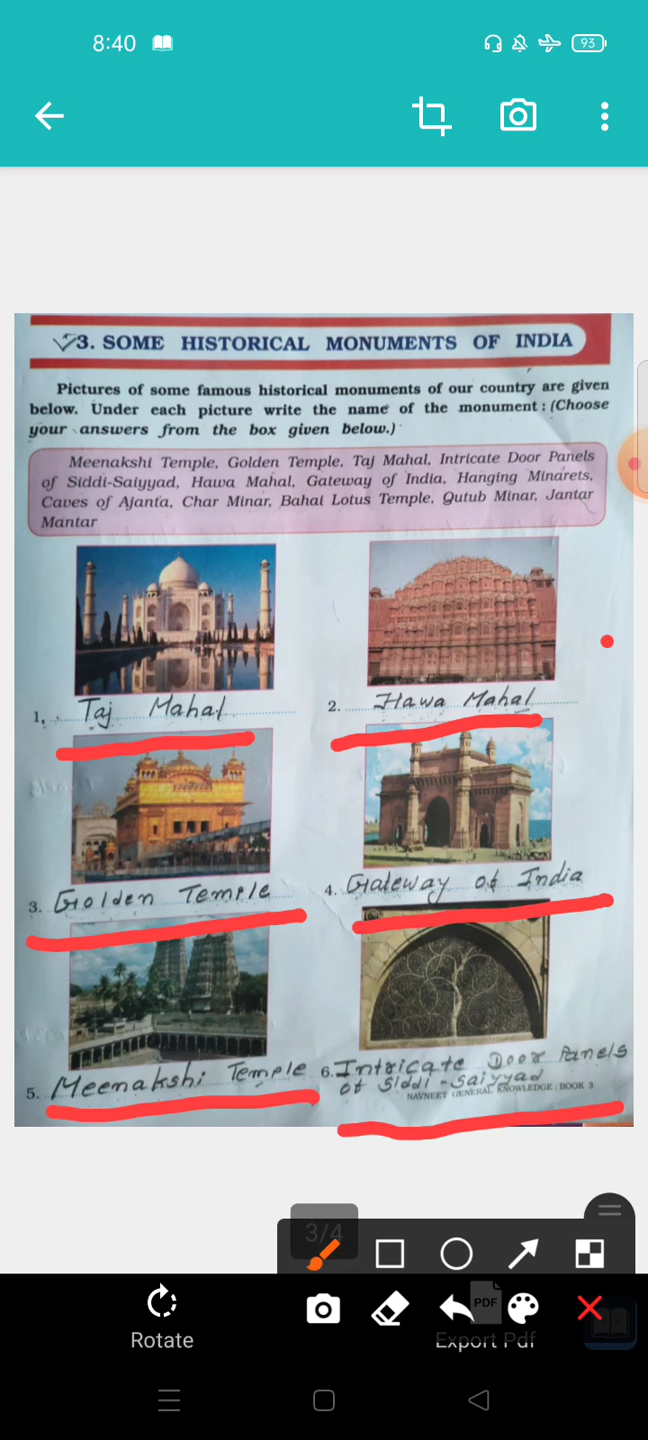 8:40
93
3. SOME HISTORICAL MONUMENTS OF INDIA
Pictures of some famous historical monuments of our country are given
below. Under each picture write the name of the monument : (Choose
your answers from the box given below.)
Meenakshi Temple, Golden Temple, Taj Mahal, Intricate Door Panels
of Siddi-Saiyyad, Hawa Mahal, Gateway of India, Hanging Minarets,
Caves of Ajanta, Char Minar, Bahai Lotus Temple, Qutub Minar, Jantar
Mantar
1. Taj Mahal
2. Hawa Mahal
3. Golden Temple
4. Gateway of India
5. Meenakshi Temple
6. Intricate Door Panels
of Siddi-Saiyyad
NAVNEET GENERAL KNOWLEDGE : BOOK 3
3/4
PDF
Rotate
Export Pdf